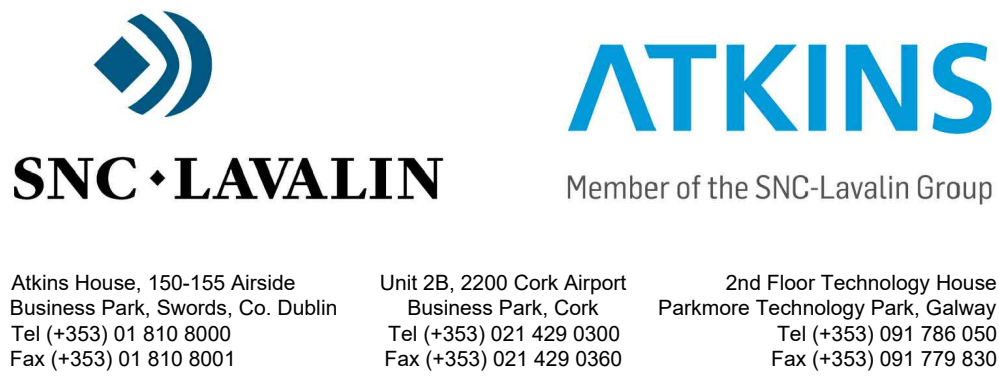 SNC • LAVALIN
ATKINS
Member of the SNC-Lavalin Group
Atkins House, 150-155 Airside
Business Park, Swords, Co. Dublin
Tel (+353) 01 810 8000
Fax (+353) 01 810 8001
Unit 2B, 2200 Cork Airport
Business Park, Cork
Tel (+353) 021 429 0300
Fax (+353) 021 429 0360
2nd Floor Technology House
Parkmore Technology Park, Galway
Tel (+353) 091 786 050
Fax (+353) 091 779 830